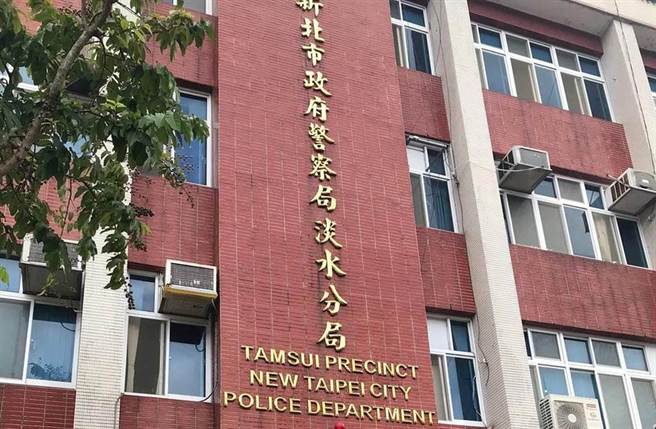 新北市政府警察局淡水分局
TAMSUI PRECINCT
NEW TAIPEI CITY
POLICE DEPARTMENT